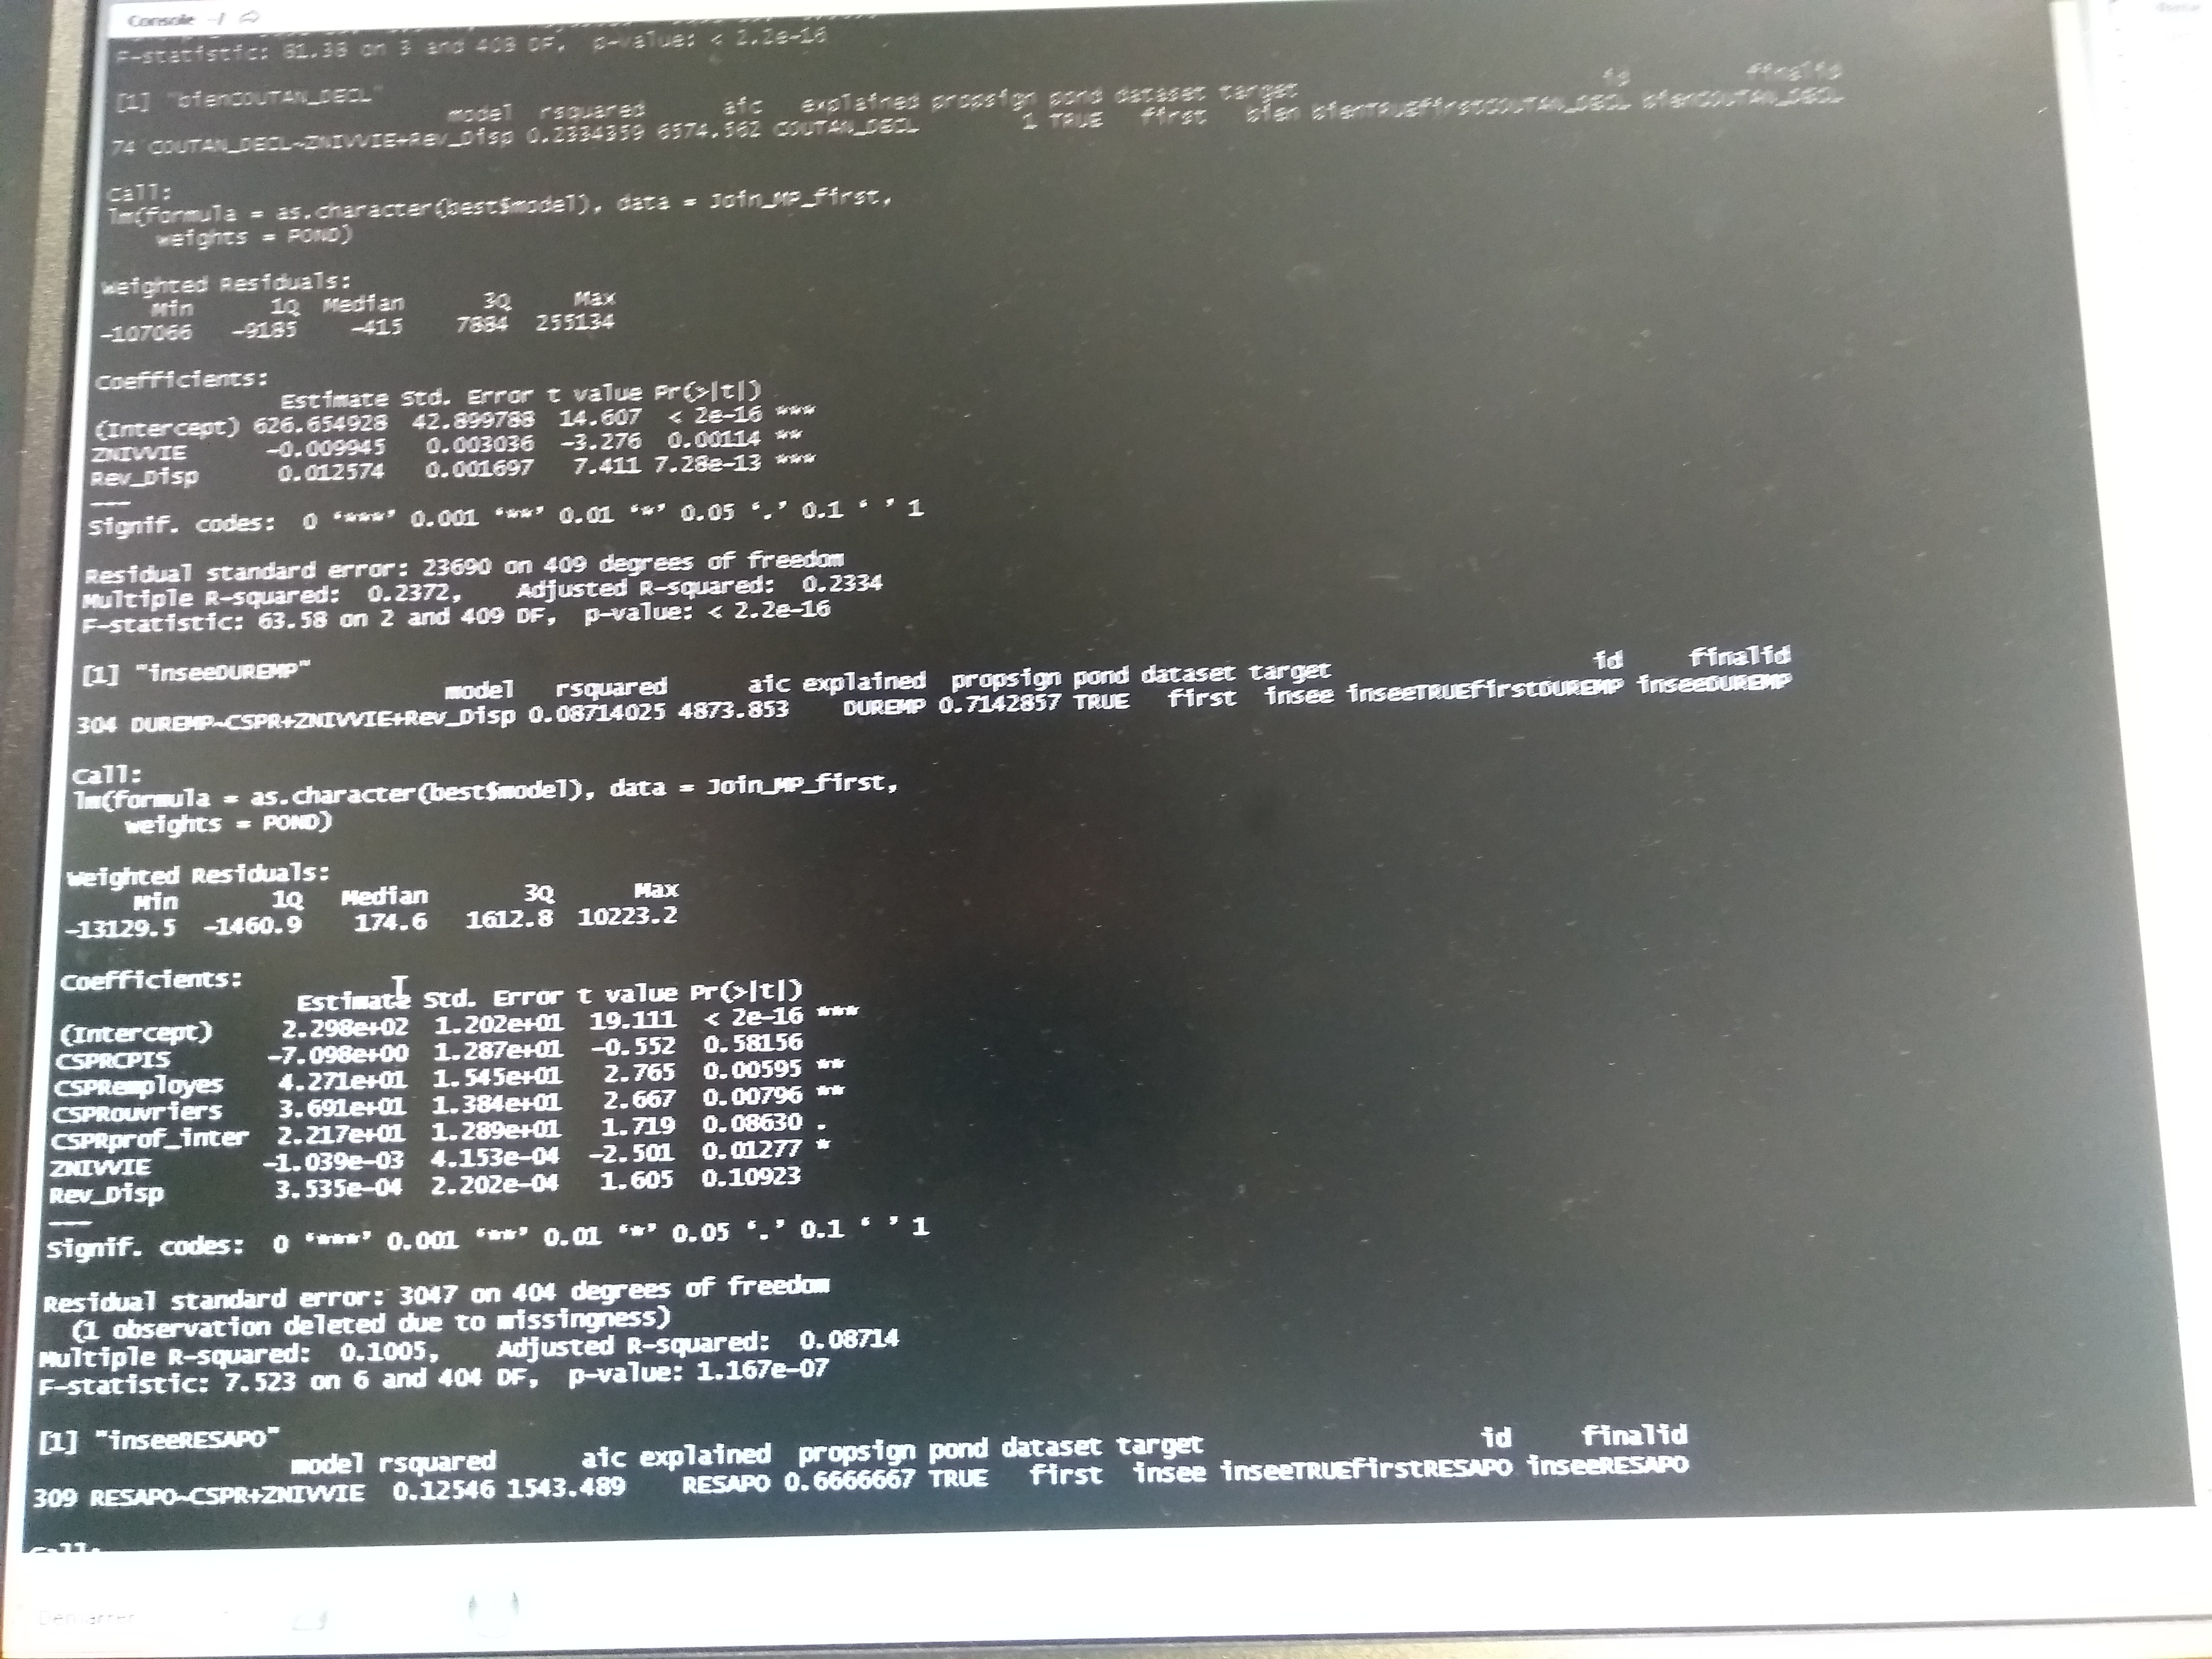 Console ~/
F-statistic: 81.38 on 3 and 408 DF,  p-value: < 2.2e-16
[1] "bienCOUTAN_DECL"
model rsquared aic explained propsign pond dataset target id finalid
74 COUTAN_DECL~ZNIVVIE+Rev_Disp 0.2334359 6574.562 COUTAN_DECL 1 TRUE first bien bienTRUEfirstCOUTAN_DECL bienCOUTAN_DECL
Call:
lm(formula = as.character(best$model), data = Join_MP_first,
weights = POND)
Weighted Residuals:
Min 1Q Median 3Q Max
-107066 -9185 -415 7884 255134
Coefficients:
Estimate Std. Error t value Pr(>|t|)
(Intercept) 626.654928 42.899788 14.607 < 2e-16 ***
ZNIVVIE -0.009945 0.003036 -3.276 0.00114 **
Rev_Disp 0.012574 0.001697 7.411 7.28e-13 ***
---
Signif. codes:  0 ‘***’ 0.001 ‘**’ 0.01 ‘*’ 0.05 ‘.’ 0.1 ‘ ’ 1
Residual standard error: 23690 on 409 degrees of freedom
Multiple R-squared:  0.2372,    Adjusted R-squared:  0.2334
F-statistic: 63.58 on 2 and 409 DF,  p-value: < 2.2e-16
[1] "inseeDUREMP"
model rsquared aic explained propsign pond dataset target id finalid
304 DUREMP~CSPR+ZNIVVIE+Rev_Disp 0.08714025 4873.853 DUREMP 0.7142857 TRUE first insee inseeTRUEfirstDUREMP inseeDUREMP
Call:
lm(formula = as.character(best$model), data = Join_MP_first,
weights = POND)
Weighted Residuals:
Min 1Q Median 3Q Max
-13129.5 -1460.9 174.6 1612.8 10223.2
Coefficients:
Estimate Std. Error t value Pr(>|t|)
(Intercept) 2.298e+02 1.202e+01 19.111 < 2e-16 ***
CSPRCPIS -7.098e+00 1.287e+01 -0.552 0.58156
CSPRemployes 4.271e+01 1.545e+01 2.765 0.00595 **
CSPRouvriers 3.691e+01 1.384e+01 2.667 0.00796 **
CSPRprof_inter 2.217e+01 1.289e+01 1.719 0.08630 .
ZNIVVIE -1.039e-03 4.153e-04 -2.501 0.01277 *
Rev_Disp 3.535e-04 2.202e-04 1.605 0.10923
---
Signif. codes:  0 ‘***’ 0.001 ‘**’ 0.01 ‘*’ 0.05 ‘.’ 0.1 ‘ ’ 1
Residual standard error: 3047 on 404 degrees of freedom
(1 observation deleted due to missingness)
Multiple R-squared:  0.1005,    Adjusted R-squared:  0.08714
F-statistic: 7.523 on 6 and 404 DF,  p-value: 1.167e-07
[1] "inseeRESAPO"
model rsquared aic explained propsign pond dataset target id finalid
309 RESAPO~CSPR+ZNIVVIE 0.12546 1543.489 RESAPO 0.6666667 TRUE first insee inseeTRUEfirstRESAPO inseeRESAPO
Call:
Démarrer